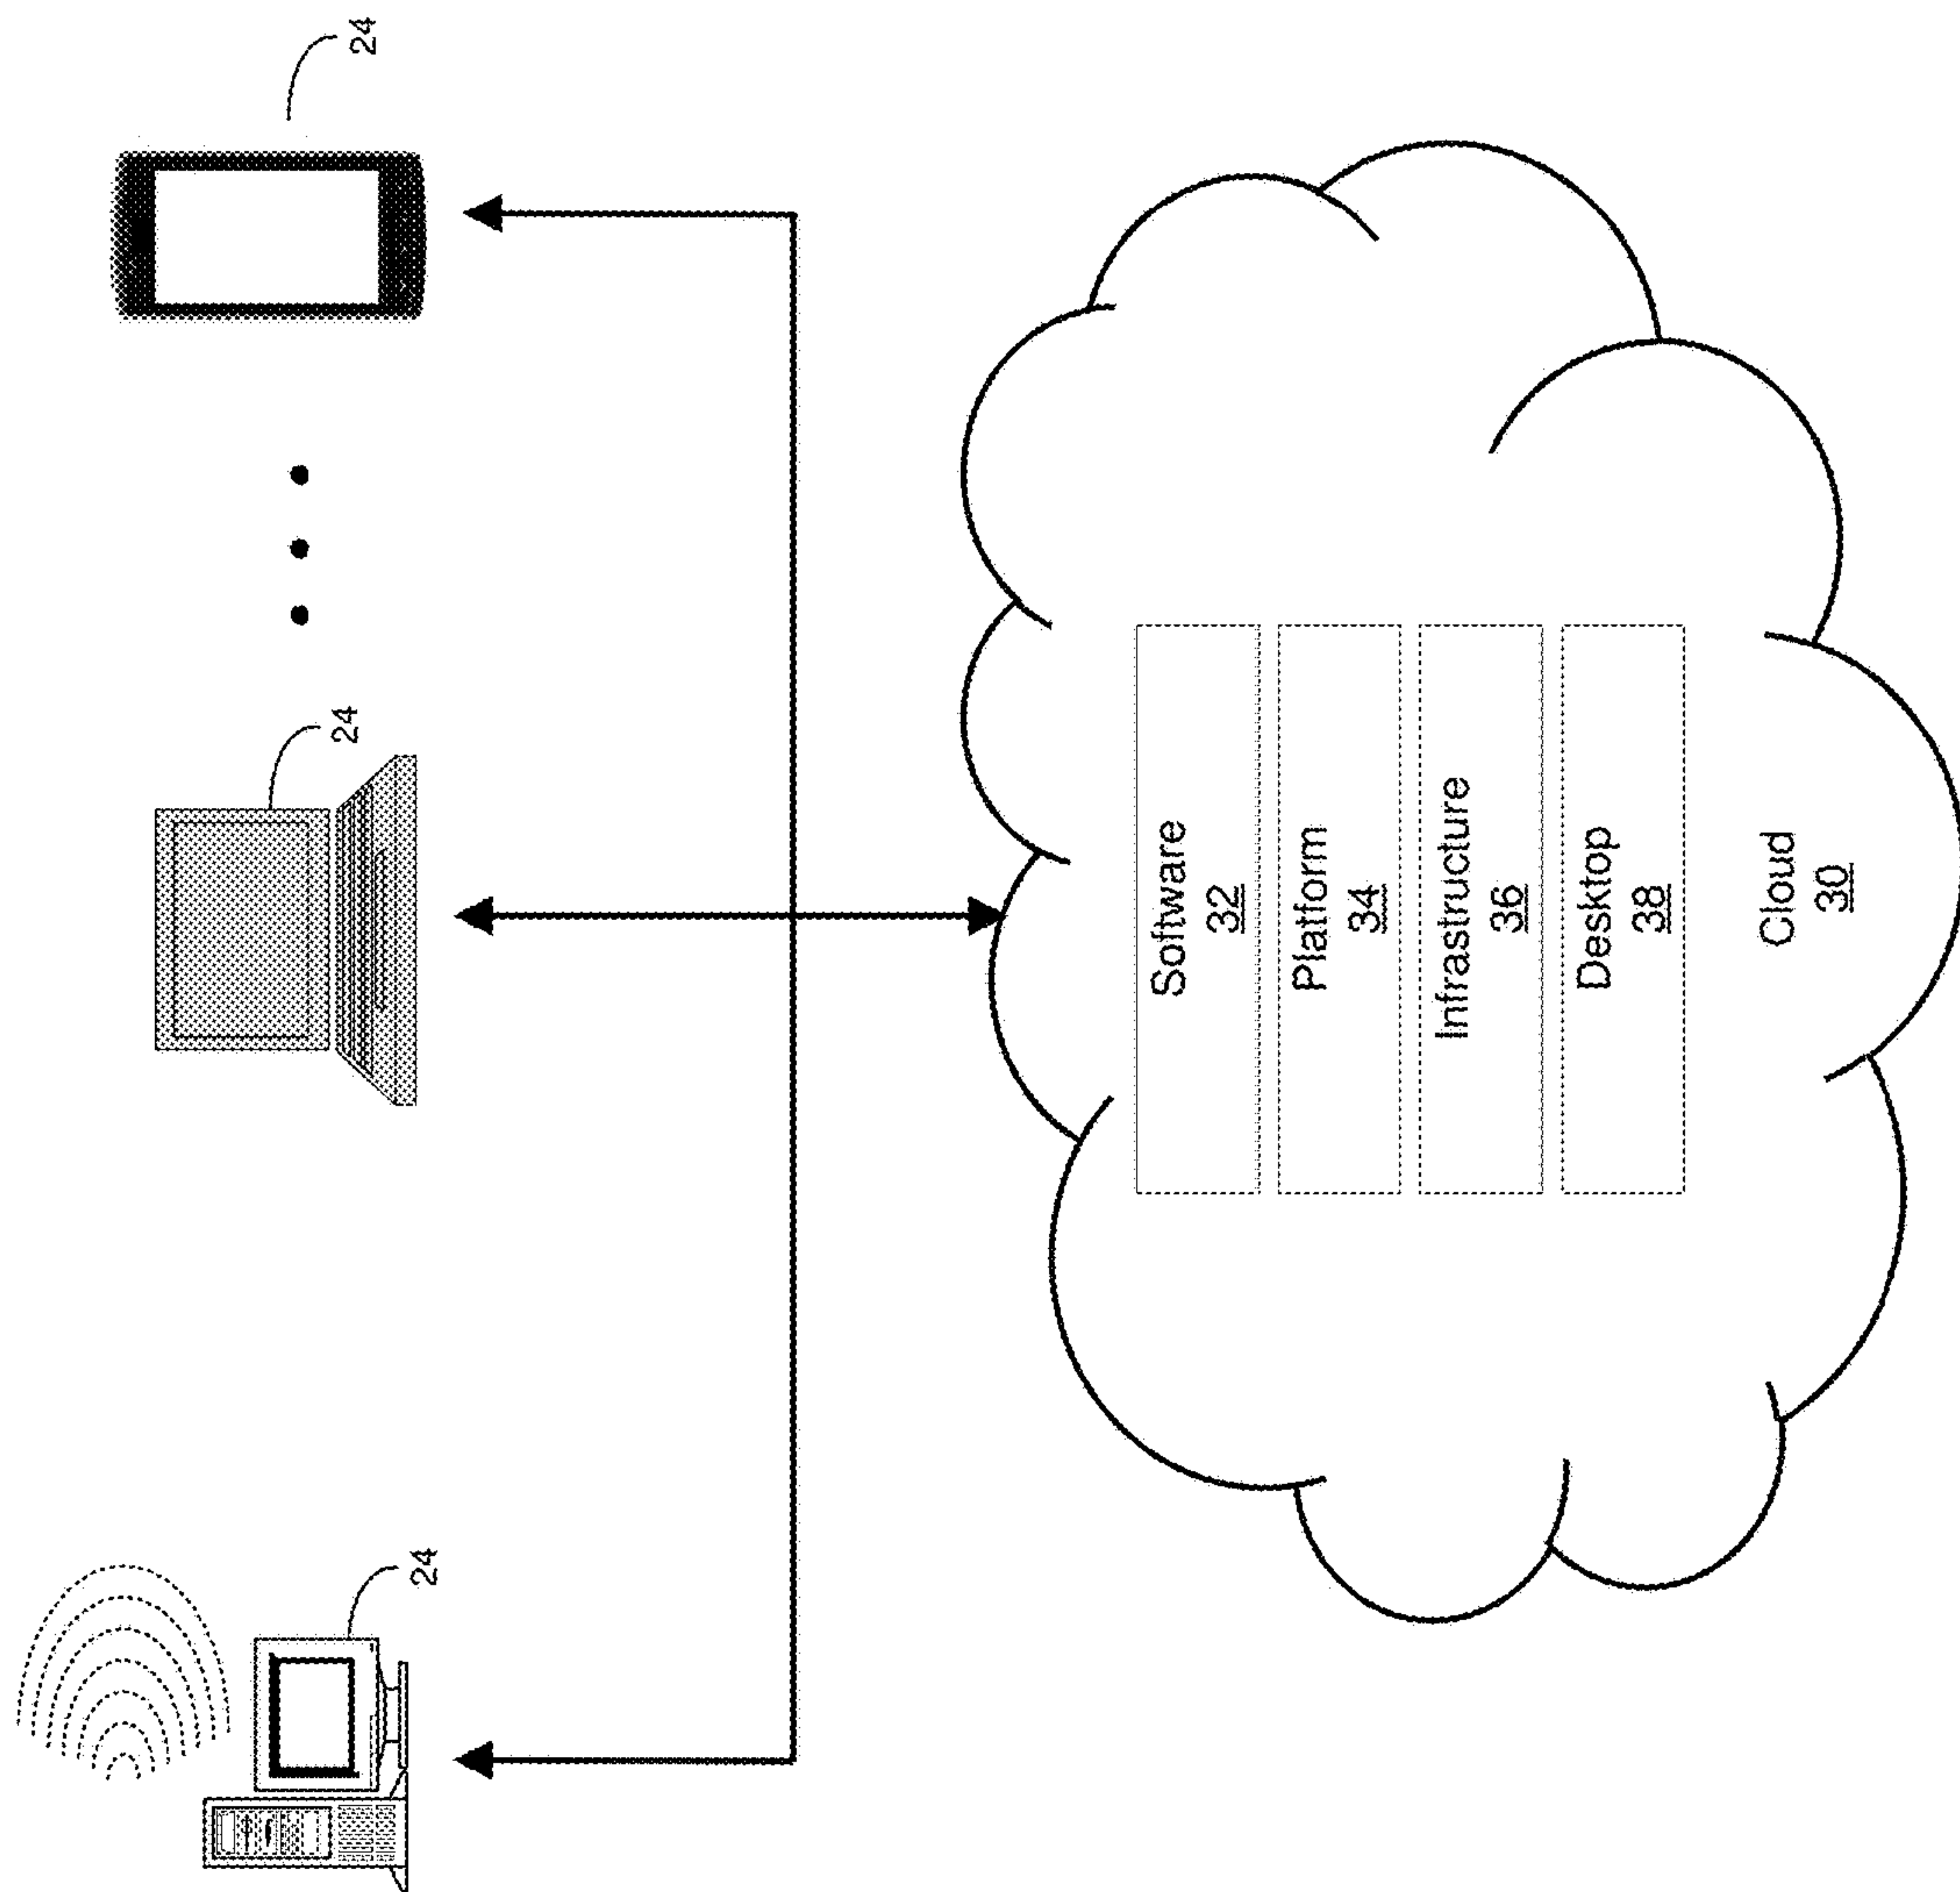 24
24
24
Software
32
Platform
34
Infrastructure
36
Desktop
38
Cloud
30